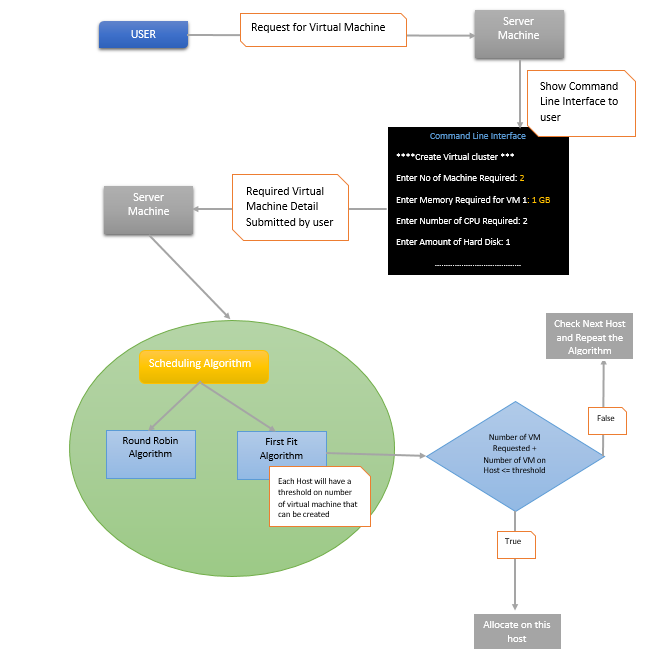 USER
Request for Virtual Machine
Server
Machine
Show Command
Line Interface to
user
Command Line Interface
****Create Virtual cluster ***
Enter No of Machine Required: 2
Enter Memory Required for VM 1: 1 GB
Enter Number of CPU Required: 2
Enter Amount of Hard Disk: 1
Required Virtual
Machine Detail
Submitted by user
Server
Machine
Scheduling Algorithm
Round Robin
Algorithm
First Fit
Algorithm
Each Host will have a
threshold on number
of virtual machine that
can be created
Number of VM
Requested +
Number of VM on
Host <= threshold
False
Check Next Host
and Repeat the
Algorithm
True
Allocate on this
host